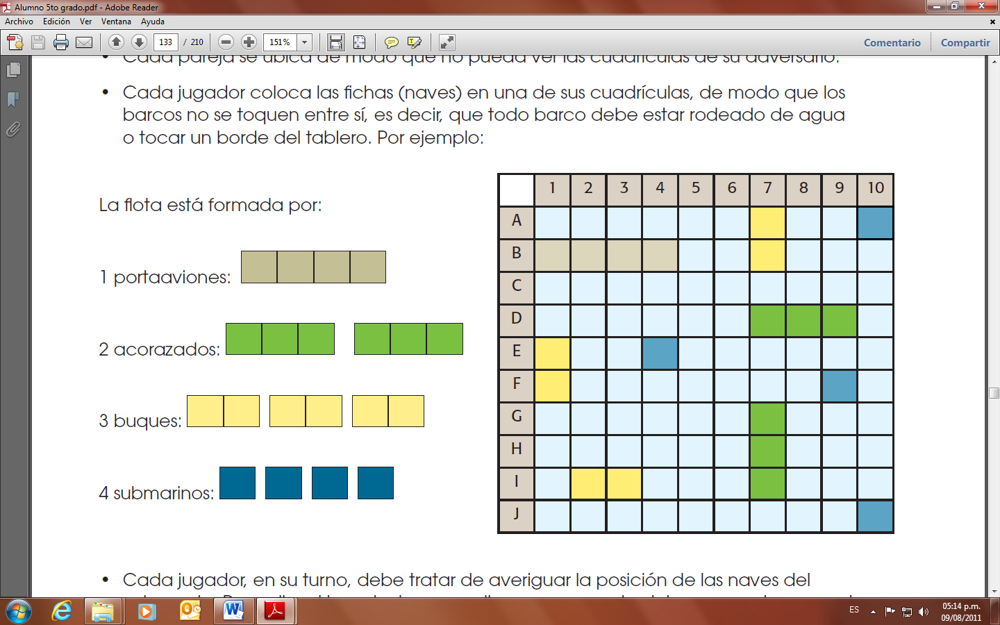 Alumno 5to grado.pdf - Adobe Reader
Archivo Edición Ver Ventana Ayuda
133 / 210 151% Comentario Compartir
• Cada pareja se ubica de modo que no pueda ver las cuadrículas de su adversario.
• Cada jugador coloca las fichas (naves) en una de sus cuadrículas, de modo que los
barcos no se toquen entre sí, es decir, que todo barco debe estar rodeado de agua
o tocar un borde del tablero. Por ejemplo:
La flota está formada por:
1 portaaviones:
2 acorazados:
3 buques:
4 submarinos:
1 2 3 4 5 6 7 8 9 10
A
B
C
D
E
F
G
H
I
J
• Cada jugador, en su turno, debe tratar de averiguar la posición de las naves del
ES 05:14 p.m.
09/08/2011